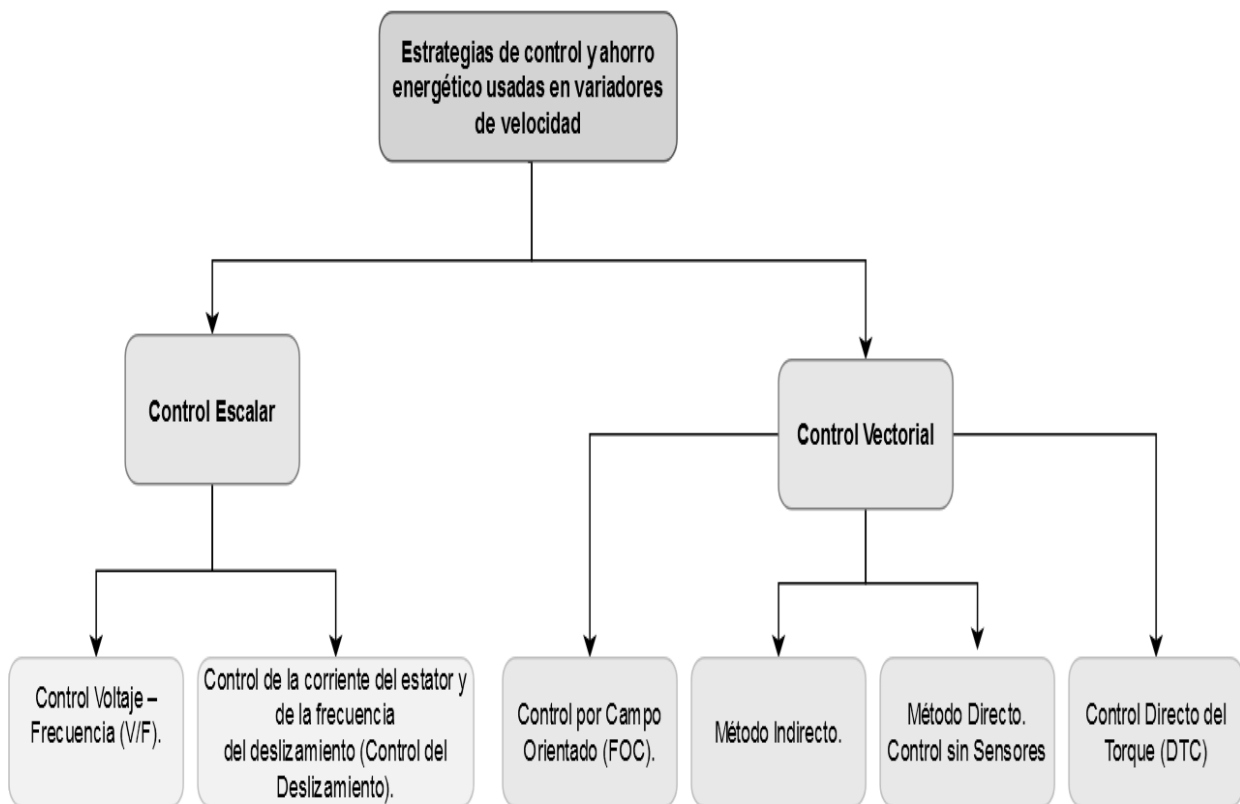 Estrategias de control y ahorro
energético usadas en variadores
de velocidad
Control Escalar
Control Vectorial
Control Voltaje –
Frecuencia (V/F).
Control de la corriente del estator y
de la frecuencia
del deslizamiento (Control del
Deslizamiento).
Control por Campo
Orientado (FOC).
Método Indirecto.
Método Directo.
Control sin Sensores
Control Directo del
Torque (DTC)